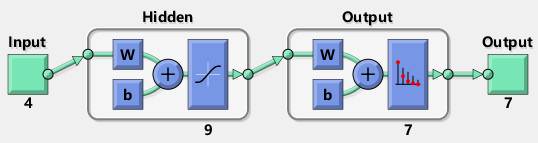 Hidden Output
Input Output
W W
+ +
b b
4 9 7 7